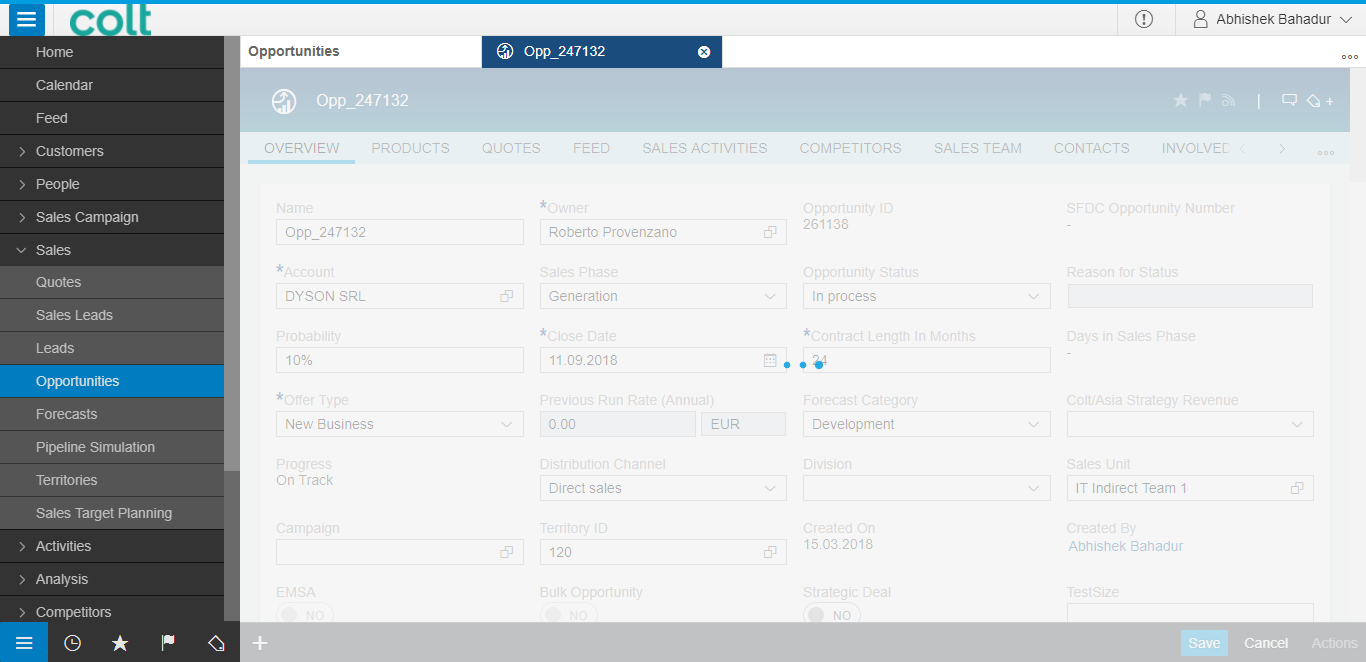 colt
Abhishek Bahadur
Home
Calendar
Feed
Customers
People
Sales Campaign
Sales
Quotes
Sales Leads
Leads
Opportunities
Forecasts
Pipeline Simulation
Territories
Sales Target Planning
Activities
Analysis
Competitors
Opportunities
Opp_247132
Opp_247132
OVERVIEW PRODUCTS QUOTES FEED SALES ACTIVITIES COMPETITORS SALES TEAM CONTACTS INVOLVED
Name *Owner Opportunity ID SFDC Opportunity Number
Opp_247132 Roberto Provenzano 261138 -
*Account Sales Phase Opportunity Status Reason for Status
DYSON SRL Generation In process
Probability *Close Date *Contract Length In Months Days in Sales Phase
10% 11.09.2018 24 -
*Offer Type Previous Run Rate (Annual) Forecast Category Colt/Asia Strategy Revenue
New Business 0.00 EUR Development
Progress Distribution Channel Division Sales Unit
On Track Direct sales IT Indirect Team 1
Campaign Territory ID Created On Created By
120 15.03.2018 Abhishek Bahadur
EMSA Bulk Opportunity Strategic Deal TestSize
NO NO NO
+ Save Cancel Actions